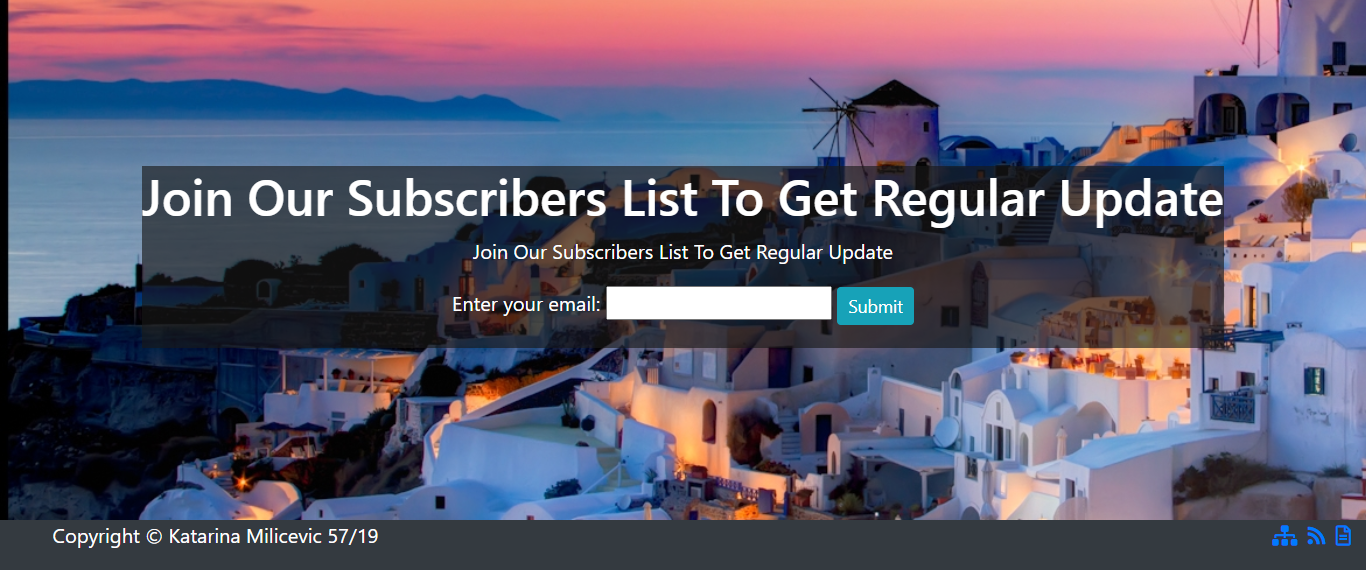 Join Our Subscribers List To Get Regular Update
Join Our Subscribers List To Get Regular Update
Enter your email: Submit
Copyright © Katarina Milicevic 57/19